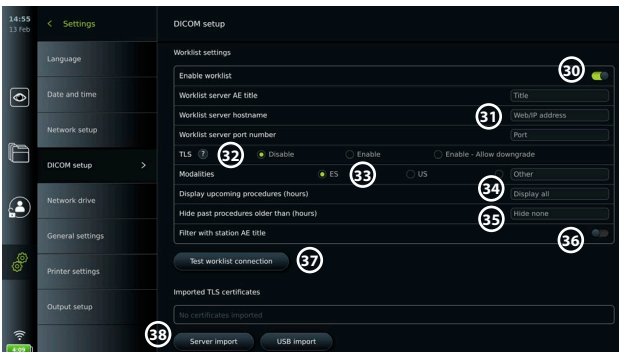 14:55
13 Feb
< Settings
DICOM setup
Language
Date and time
Network setup
DICOM setup >
Network drive
General settings
Printer settings
Output setup
4:09
Worklist settings
Enable worklist 30
Worklist server AE title Title
Worklist server hostname 31 Web/IP address
Worklist server port number Port
TLS ? 32 Disable Enable Enable - Allow downgrade
Modalities ES 33 US Other
Display upcoming procedures (hours) 34 Display all
Hide past procedures older than (hours) 35 Hide none
Filter with station AE title 36
Test worklist connection 37
Imported TLS certificates
No certificates imported
38 Server import USB import